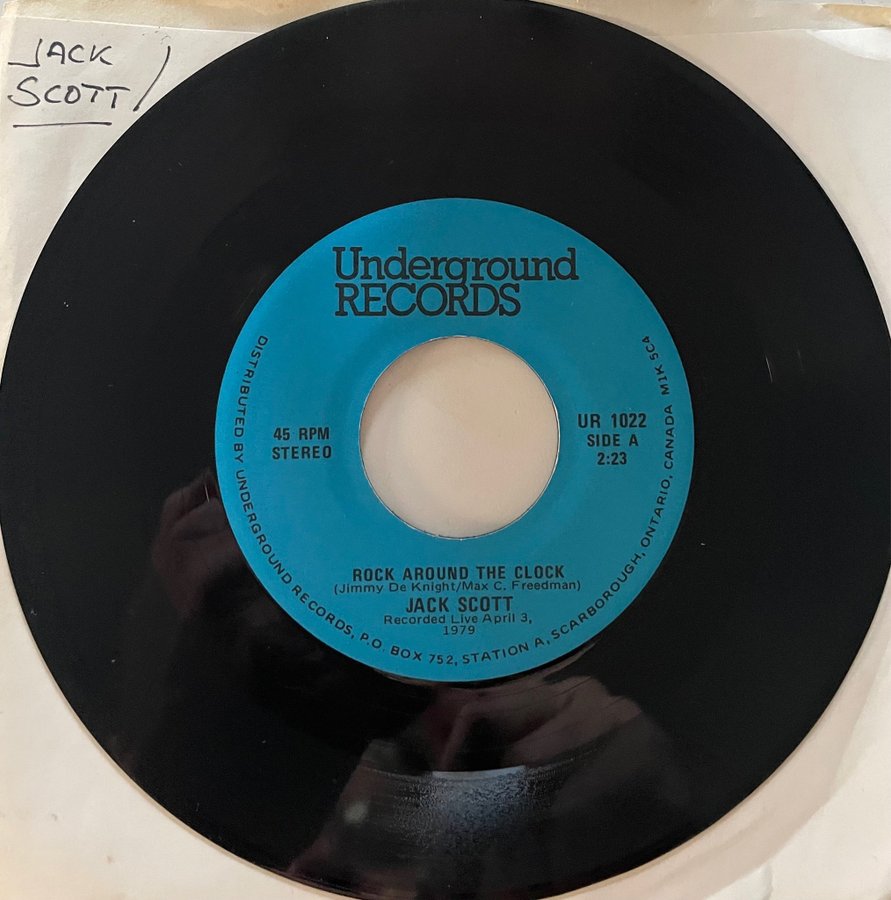 JACK
SCOTT
Underground
RECORDS
45 RPM
STEREO
UR 1022
SIDE A
2:23
ROCK AROUND THE CLOCK
(Jimmy De Knight/Max C. Freedman)
JACK SCOTT
Recorded Live April 3,
1979
DISTRIBUTED BY UNDERGROUND RECORDS, P.O. BOX 752, STATION A, SCARBOROUGH, ONTARIO, CANADA M1K 5C4